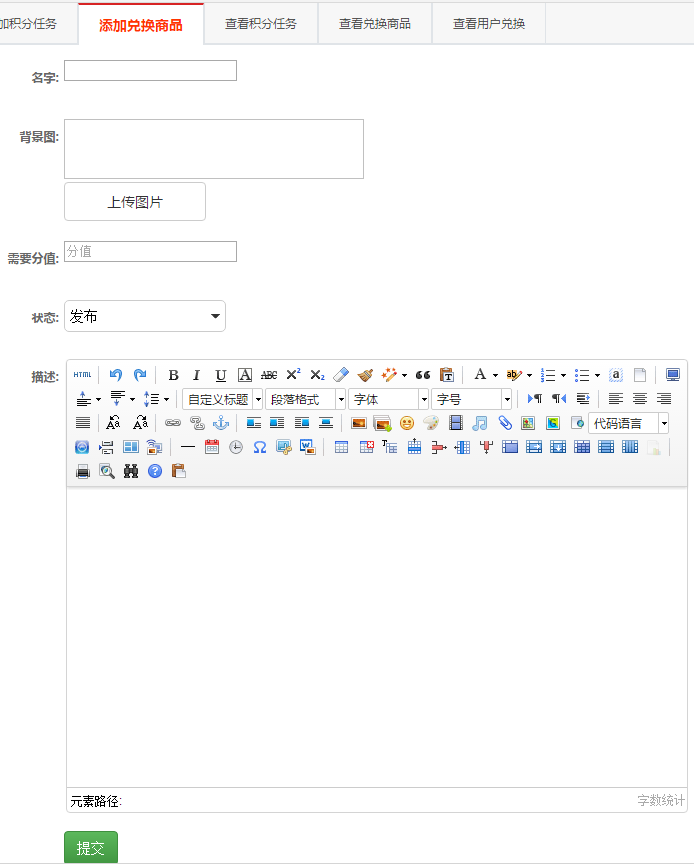 加积分任务 添加兑换商品 查看积分任务 查看兑换商品 查看用户兑换
名字:
背景图:
上传图片
需要分值: 分值
状态: 发布
描述: HTML B I U A ABC X² X₂ A ab a
自定义标题 段落格式 字体 字号
代码语言
元素路径: 字数统计
提交